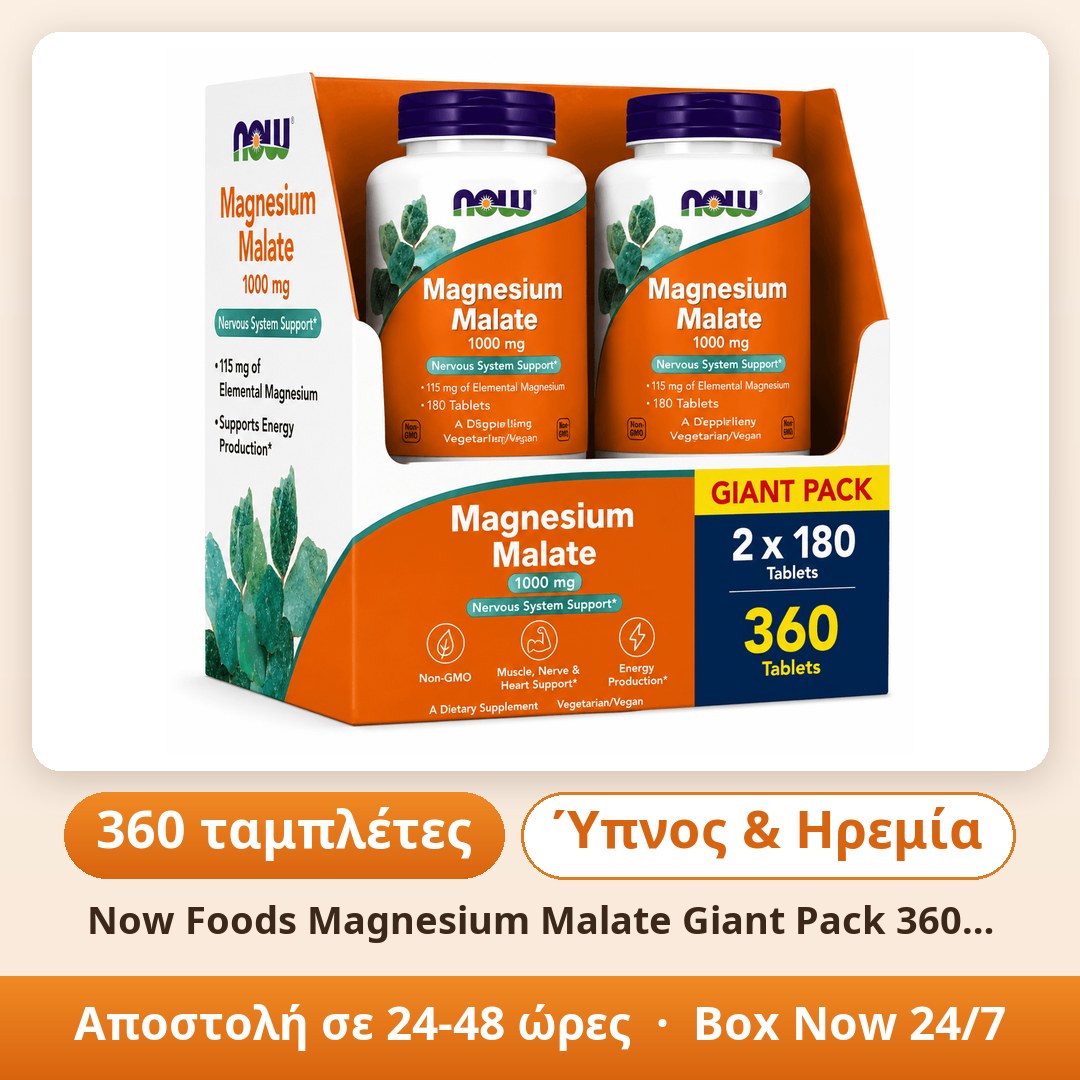 now
Magnesium
Malate
1000 mg
Nervous System Support*
• 115 mg of
Elemental Magnesium
• Supports Energy
Production*
now
Magnesium
Malate
1000 mg
Nervous System Support*
• 115 mg of Elemental Magnesium
• 180 Tablets
A
Non-GMO
now
Magnesium
Malate
1000 mg
Nervous System Support*
• 115 mg of Elemental Magnesium
• 180 Tablets
A
Vegetarian/Vegan
Non-GMO
Magnesium
Malate
1000 mg
Nervous System Support*
Non-GMO
Muscle, Nerve &
Heart Support*
Energy
Production*
A Dietary Supplement Vegetarian/Vegan
GIANT PACK
2 x 180
Tablets
360
Tablets
360 ταμπλέτες
Ύπνος & Ηρεμία
Now Foods Magnesium Malate Giant Pack 360...
Αποστολή σε 24-48 ώρες · Box Now 24/7